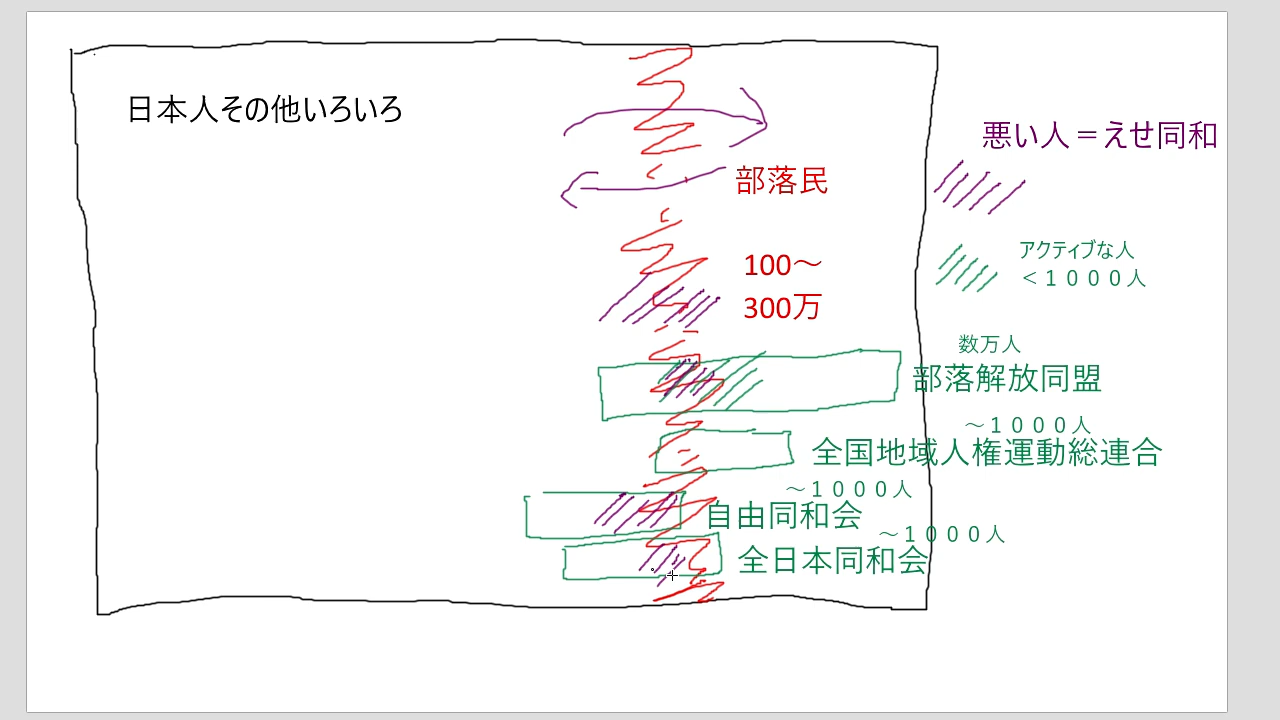 日本人その他いろいろ
悪い人＝えせ同和
部落民
アクティブな人
＜１０００人
100～
300万
数万人
部落解放同盟
～１０００人
全国地域人権運動総連合
～１０００人
自由同和会
～１０００人
全日本同和会